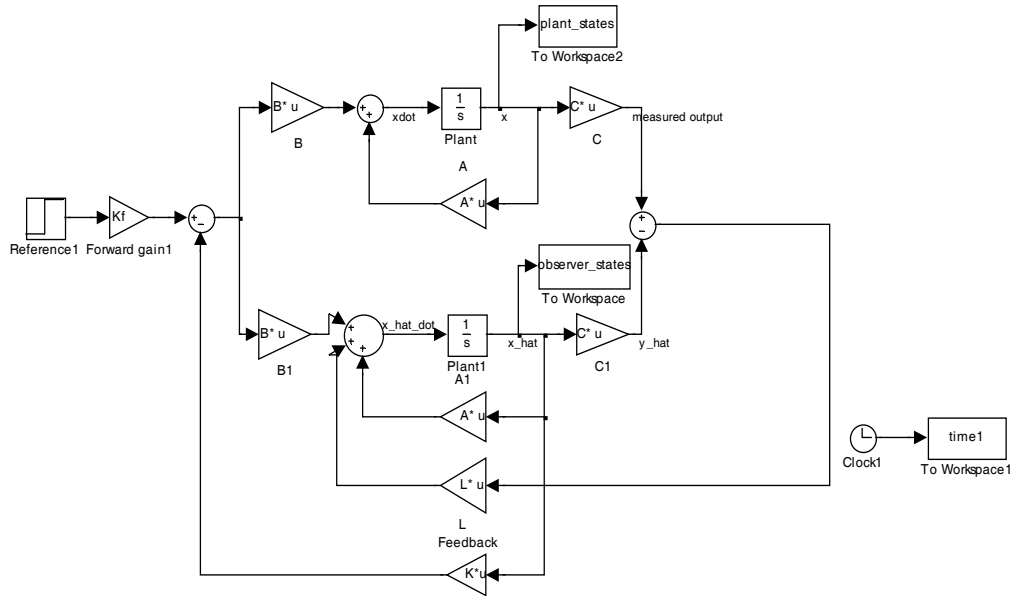 plant_states
To Workspace2
B* u
+
+
xdot
1
s
x
C* u
measured output
B
Plant
C
A
A* u
Kf
+
−
Reference1
Forward gain1
+
−
observer_states
To Workspace
B* u
+
+
+
x_hat_dot
1
s
x_hat
C* u
y_hat
B1
Plant1
C1
A1
A* u
time1
Clock1
To Workspace1
L* u
L
Feedback
K*u